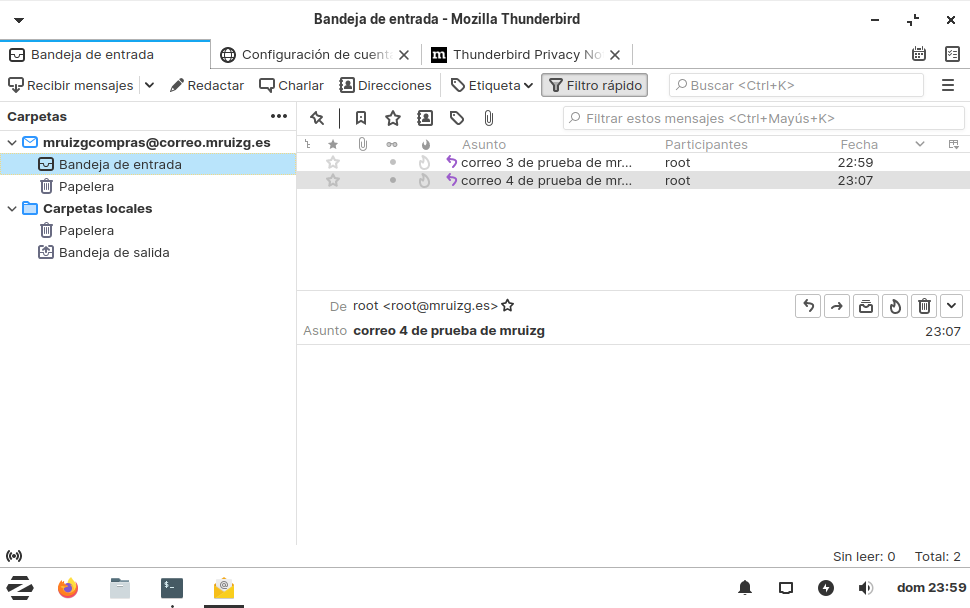 Bandeja de entrada - Mozilla Thunderbird
Bandeja de entrada
Configuración de cuent
Thunderbird Privacy No
Recibir mensajes
Redactar
Charlar
Direcciones
Etiqueta
Filtro rápido
Buscar <Ctrl+K>
Carpetas
Filtrar estos mensajes <Ctrl+Mayús+K>
mruizgcompras@correo.mruizg.es
Bandeja de entrada
Papelera
Carpetas locales
Papelera
Bandeja de salida
Asunto Participantes Fecha
correo 3 de prueba de mr... root 22:59
correo 4 de prueba de mr... root 23:07
De root <root@mruizg.es>
Asunto correo 4 de prueba de mruizg 23:07
Sin leer: 0 Total: 2
dom 23:59